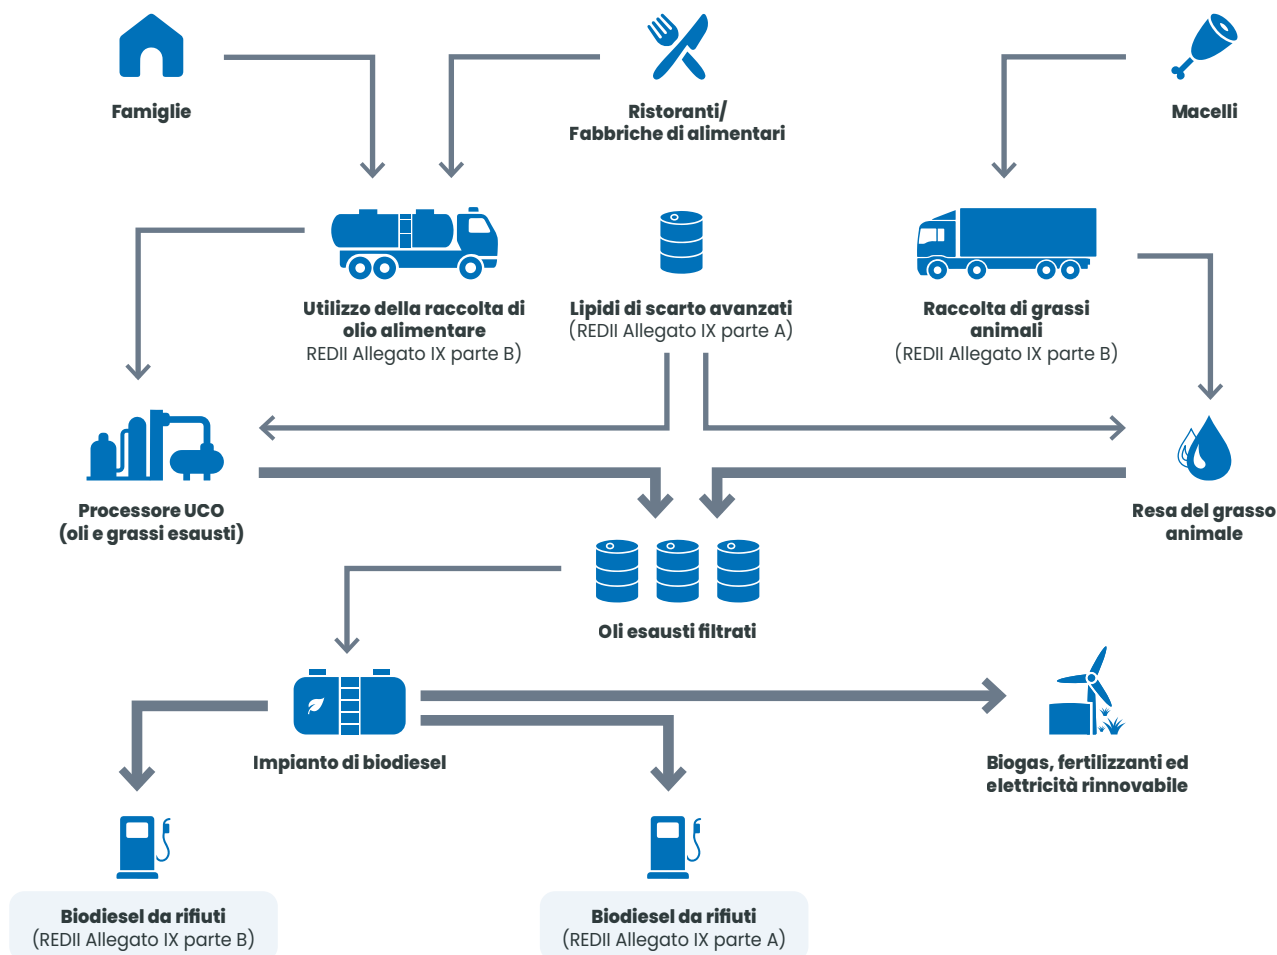 Famiglie
Ristoranti/
Fabbriche di alimentari
Macelli
Utilizzo della raccolta di
olio alimentare
REDII Allegato IX parte B)
Lipidi di scarto avanzati
(REDII Allegato IX parte A)
Raccolta di grassi
animali
(REDII Allegato IX parte B)
Processore UCO
(oli e grassi esausti)
Resa del grasso
animale
Oli esausti filtrati
Impianto di biodiesel
Biogas, fertilizzanti ed
elettricità rinnovabile
Biodiesel da rifiuti
(REDII Allegato IX parte B)
Biodiesel da rifiuti
(REDII Allegato IX parte A)